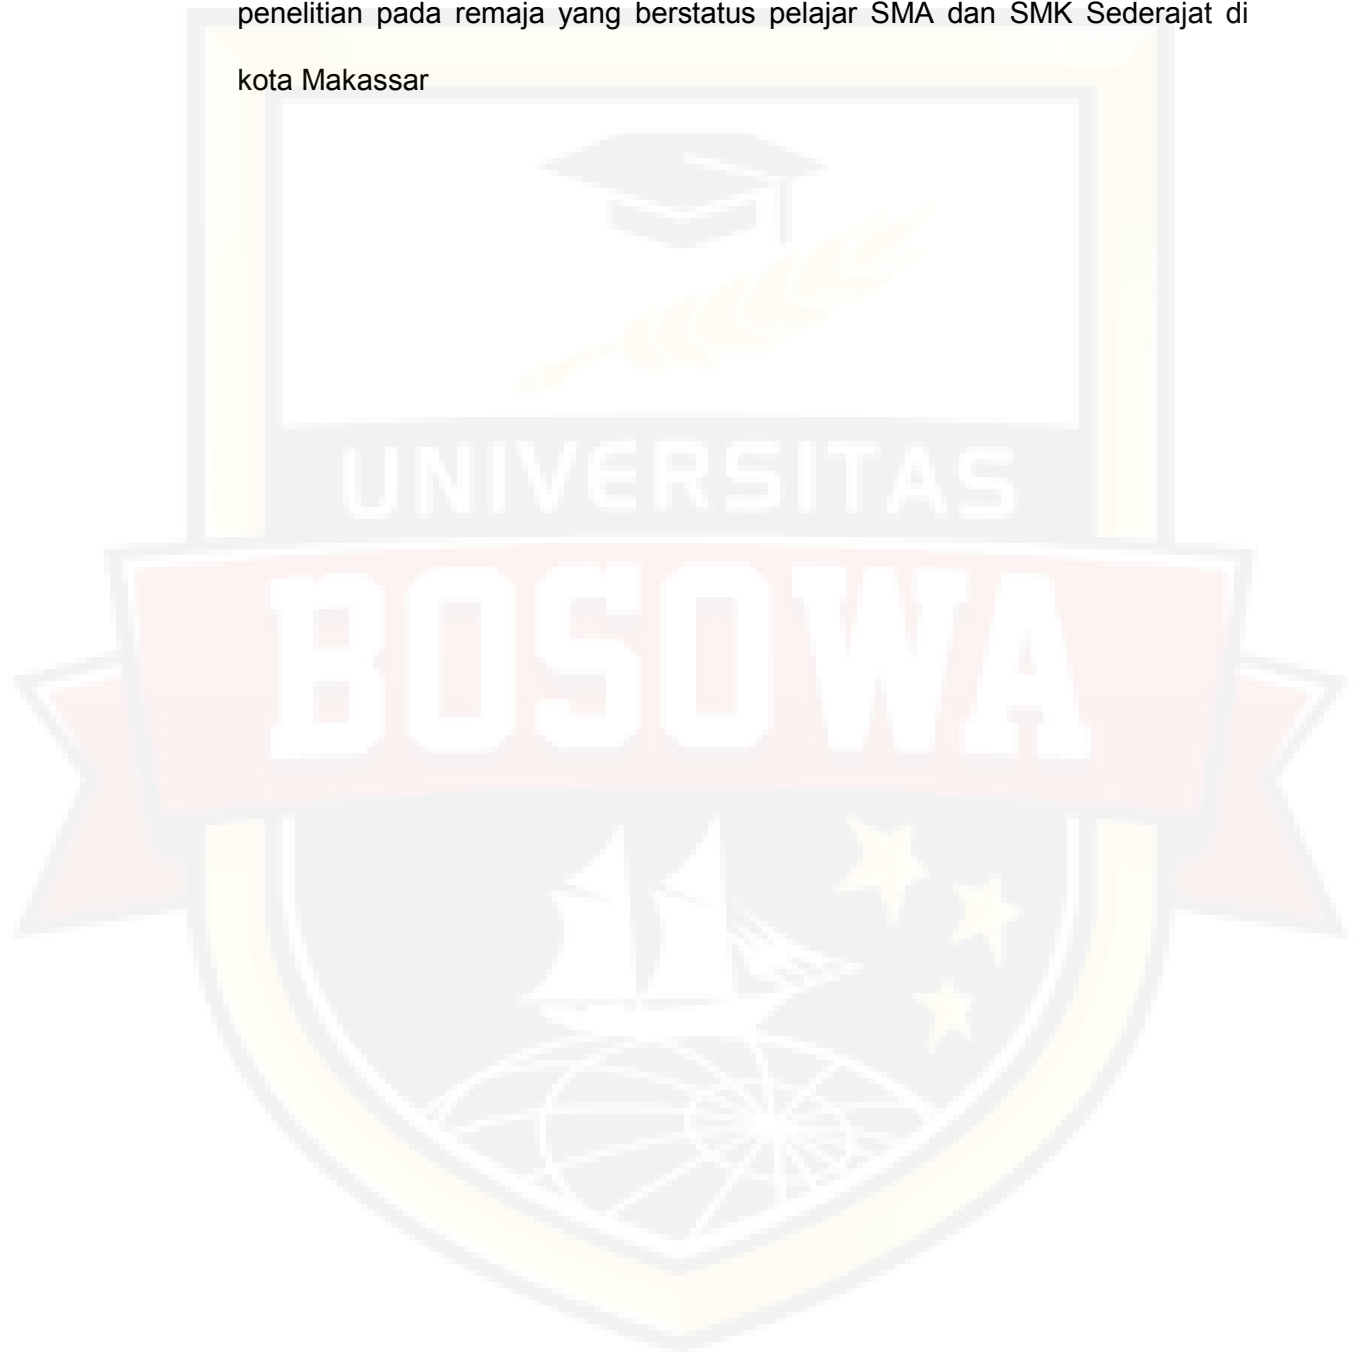 penelitian pada remaja yang berstatus pelajar SMA dan SMK Sederajat di
kota Makassar
UNIVERSITAS
BOSOWA